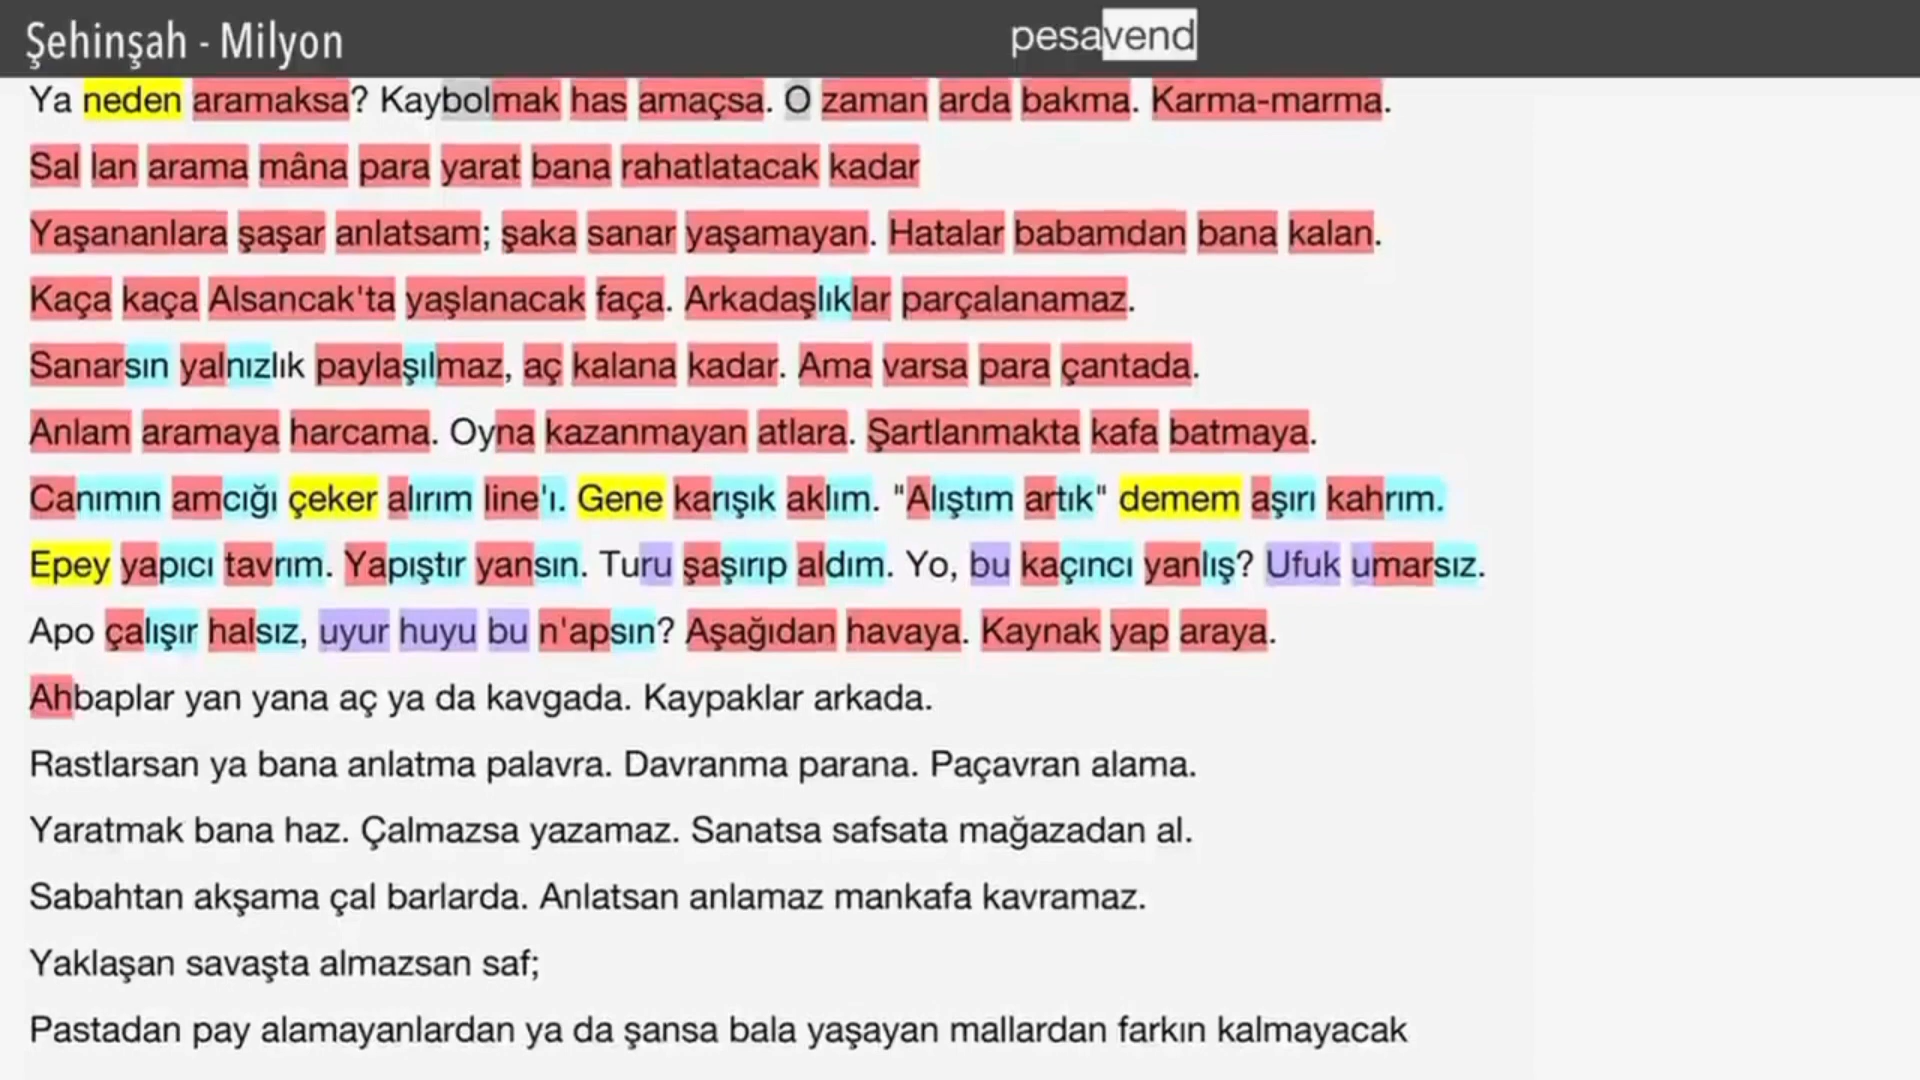 Şehinşah - Milyon
pesavend
Ya neden aramaksa? Kaybolmak has amaçsa. O zaman arda bakma. Karma-marma.
Sal lan arama mâna para yarat bana rahatlatacak kadar
Yaşananlara şaşar anlatsam; şaka sanar yaşamayan. Hatalar babamdan bana kalan.
Kaça kaça Alsancak'ta yaşlanacak faça. Arkadaşlıklar parçalanamaz.
Sanarsın yalnızlık paylaşılmaz, aç kalana kadar. Ama varsa para çantada.
Anlam aramaya harcama. Oyna kazanmayan atlara. Şartlanmakta kafa batmaya.
Canımın amcığı çeker alırım line'ı. Gene karışık aklım. "Alıştım artık" demem aşırı kahrım.
Epey yapıcı tavrım. Yapıştır yansın. Turu şaşırıp aldım. Yo, bu kaçıncı yanlış? Ufuk umarsız.
Apo çalışır halsız, uyur huyu bu n'apsın? Aşağıdan havaya. Kaynak yap araya.
Ahbaplar yan yana aç ya da kavgada. Kaypaklar arkada.
Rastlarsan ya bana anlatma palavra. Davranma parana. Paçavran alama.
Yaratmak bana haz. Çalmazsa yazamaz. Sanatsa safsata mağazadan al.
Sabahtan akşama çal barlarda. Anlatsan anlamaz mankafa kavramaz.
Yaklaşan savaşta almazsan saf;
Pastadan pay alamayanlardan ya da şansa bala yaşayan mallardan farkın kalmayacak